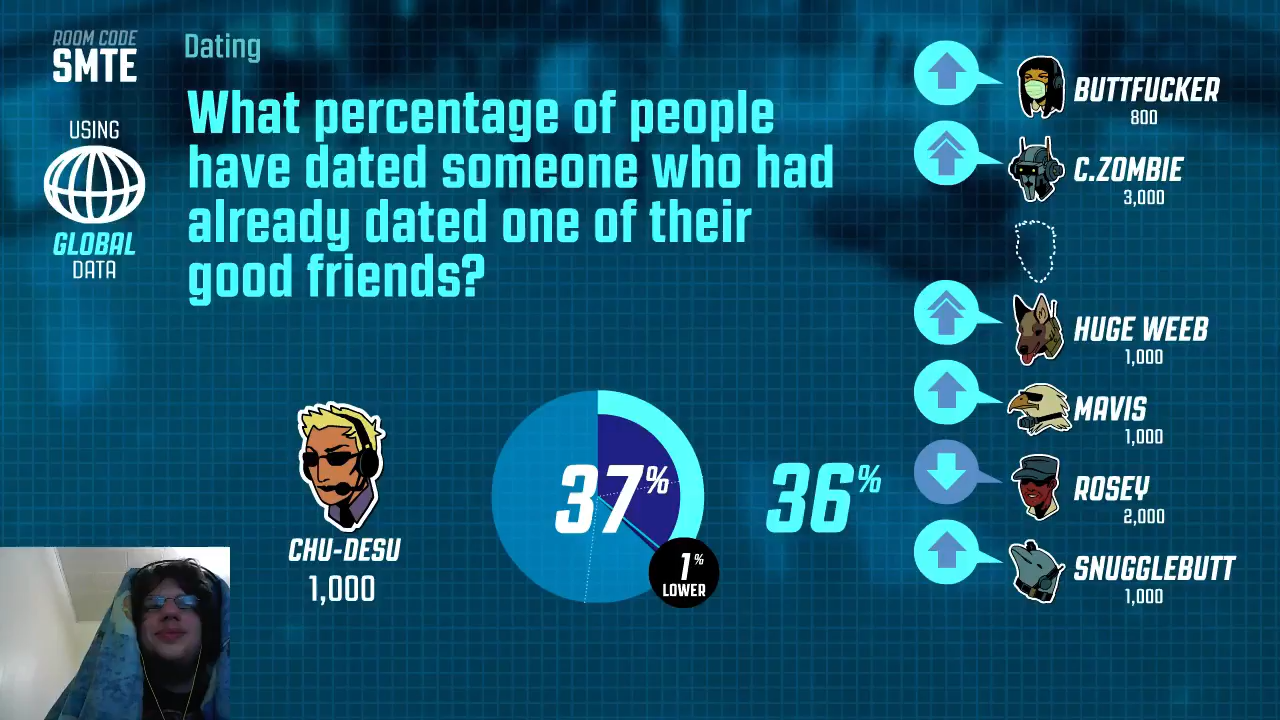 ROOM CODE
SMTE
USING
GLOBAL
DATA
Dating
What percentage of people
have dated someone who had
already dated one of their
good friends?
CHU-DESU
1,000
37%
1%
LOWER
36%
BUTTFUCKER
800
C.ZOMBIE
3,000
HUGE WEEB
1,000
MAVIS
1,000
ROSEY
2,000
SNUGGLEBUTT
1,000